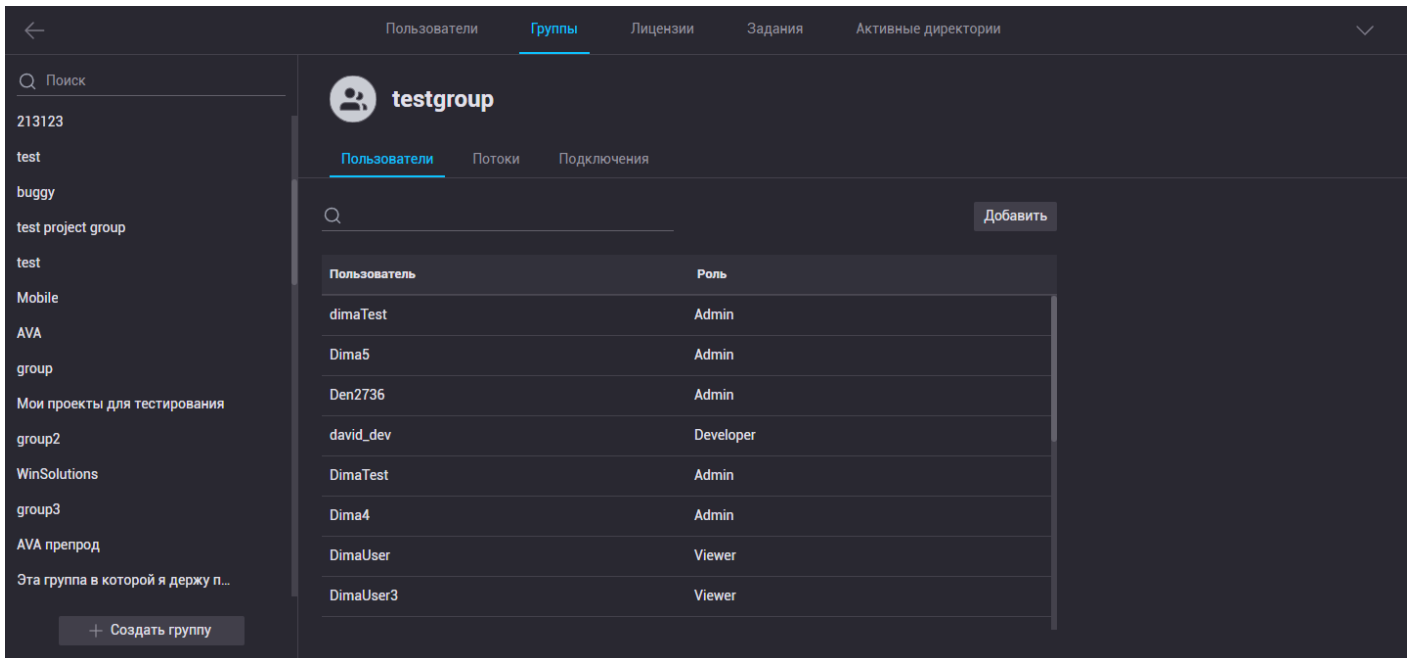 Пользователи Группы Лицензии Задания Активные директории
Поиск
213123
test
buggy
test project group
test
Mobile
AVA
group
Мои проекты для тестирования
group2
WinSolutions
group3
AVA препрод
Эта группа в которой я держу п...
+ Создать группу
testgroup
Пользователи Потоки Подключения
Добавить
Пользователь Роль
dimaTest Admin
Dima5 Admin
Den2736 Admin
david_dev Developer
DimaTest Admin
Dima4 Admin
DimaUser Viewer
DimaUser3 Viewer